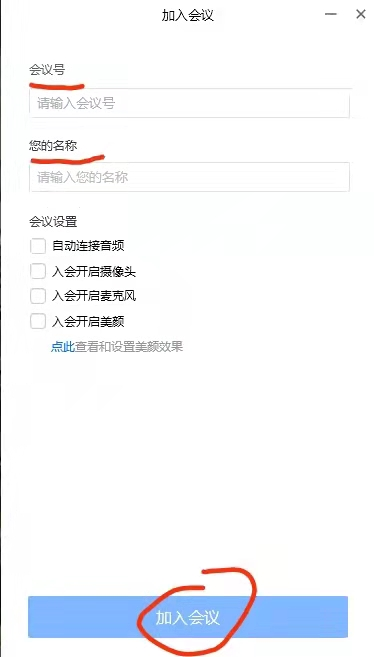 加入会议
会议号
请输入会议号
您的名称
请输入您的名称
会议设置
自动连接音频
入会开启摄像头
入会开启麦克风
入会开启美颜
点此查看和设置美颜效果
加入会议